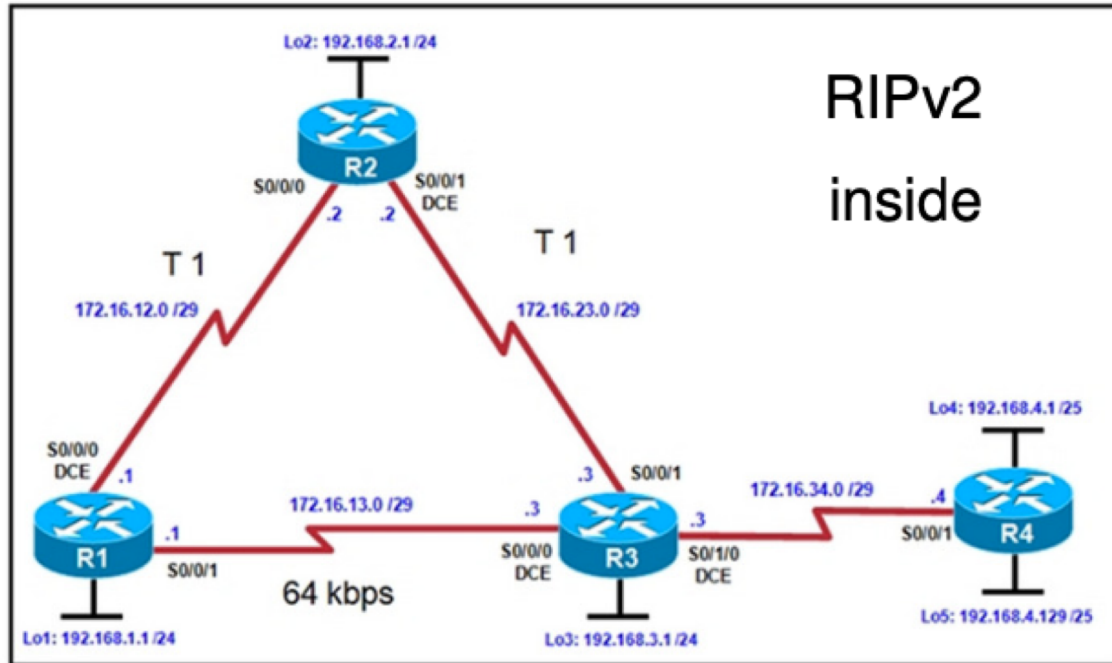 Lo2: 192.168.2.1 /24
RIPv2
inside
R2
S0/0/0
S0/0/1
DCE
.2
.2
T 1
T 1
172.16.12.0 /29
172.16.23.0 /29
Lo4: 192.168.4.1 /25
S0/0/0
DCE
.1
.3
S0/0/1
172.16.13.0 /29
.3
172.16.34.0 /29
.4
R1
.1
S0/0/1
S0/0/0
DCE
R3
.3
S0/1/0
DCE
S0/0/1
R4
64 kbps
Lo1: 192.168.1.1 /24
Lo3: 192.168.3.1 /24
Lo5: 192.168.4.129 /25